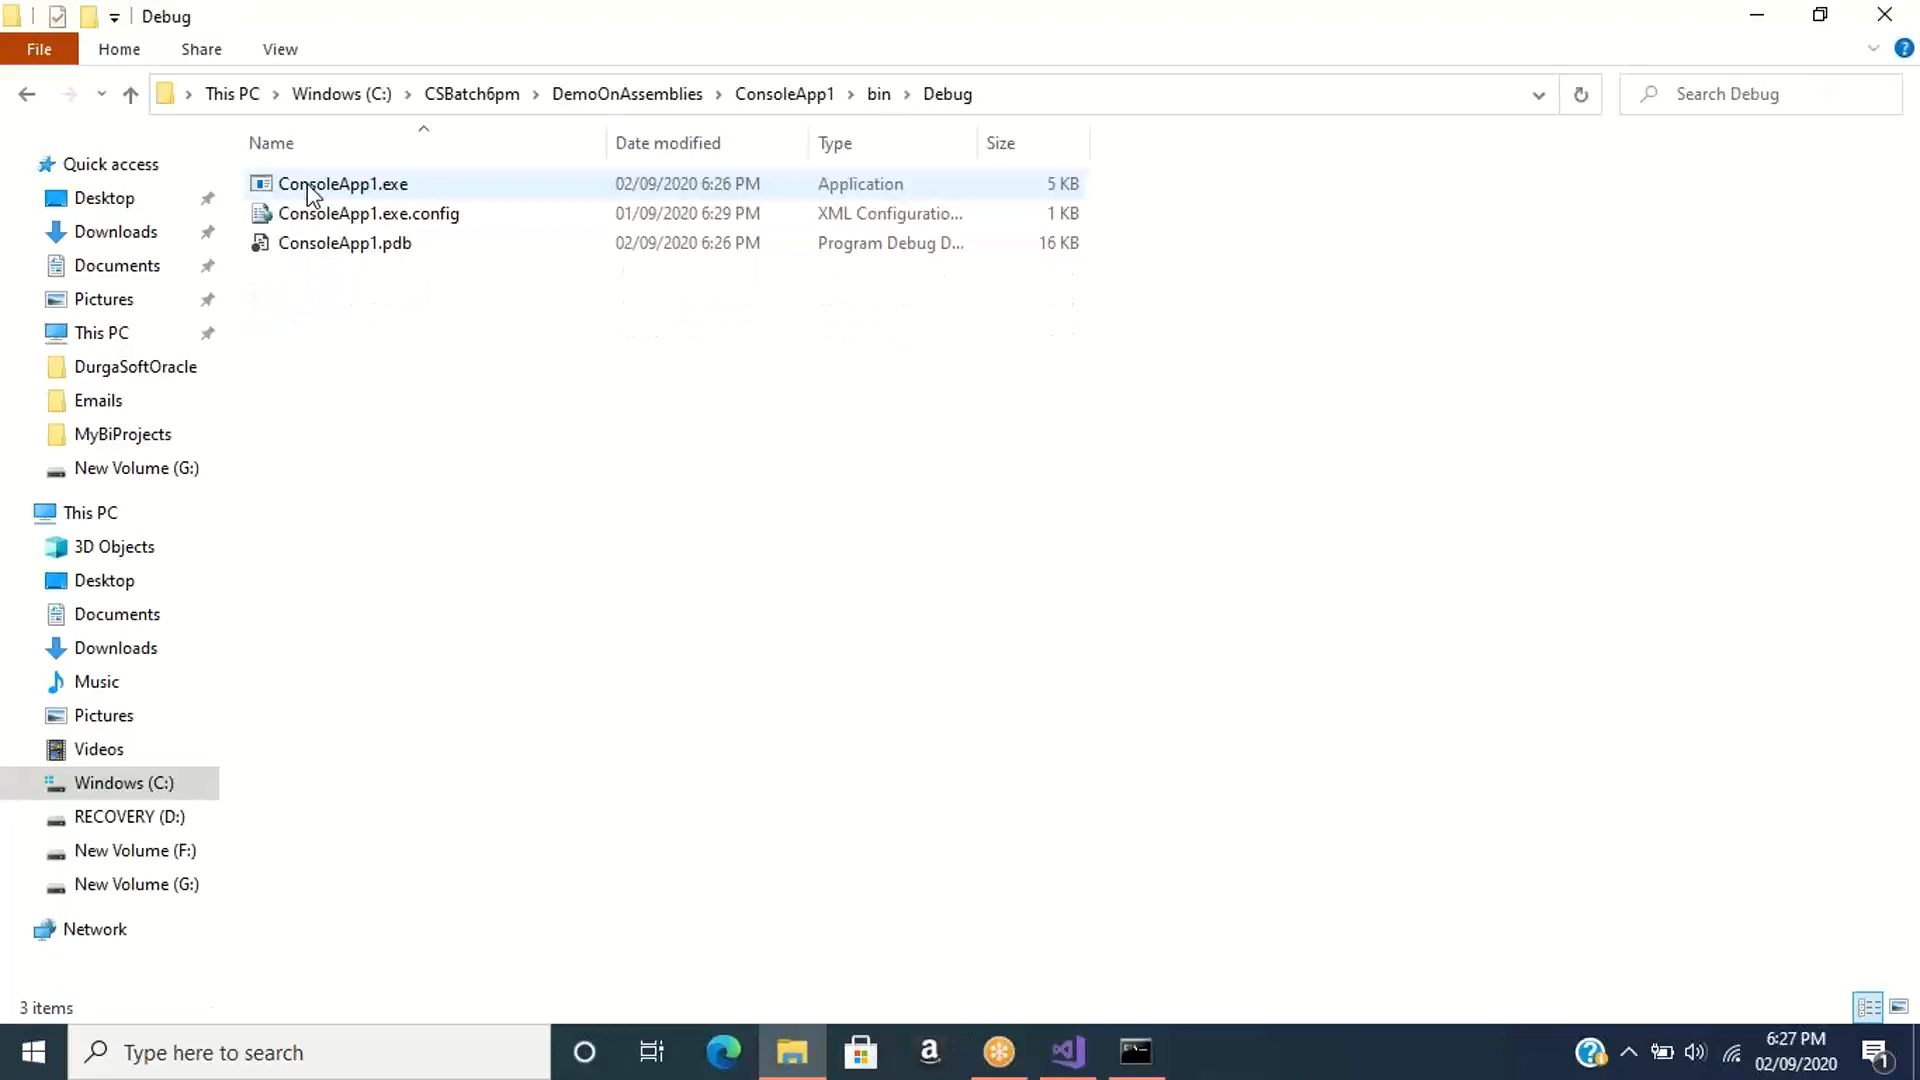 Debug
File Home Share View
This PC Windows (C:) CSBatch6pm DemoOnAssemblies ConsoleApp1 bin Debug Search Debug
Name Date modified Type Size
ConsoleApp1.exe 02/09/2020 6:26 PM Application 5 KB
ConsoleApp1.exe.config 01/09/2020 6:29 PM XML Configuratio... 1 KB
ConsoleApp1.pdb 02/09/2020 6:26 PM Program Debug D... 16 KB
Quick access
Desktop
Downloads
Documents
Pictures
This PC
DurgaSoftOracle
Emails
MyBiProjects
New Volume (G:)
This PC
3D Objects
Desktop
Documents
Downloads
Music
Pictures
Videos
Windows (C:)
RECOVERY (D:)
New Volume (F:)
New Volume (G:)
Network
3 items
Type here to search
6:27 PM
02/09/2020
1